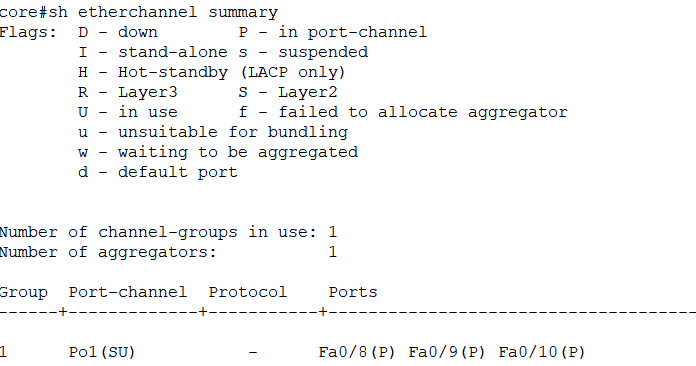 core#sh etherchannel summary
Flags:  D - down        P - in port-channel
        I - stand-alone s - suspended
        H - Hot-standby (LACP only)
        R - Layer3      S - Layer2
        U - in use      f - failed to allocate aggregator
        u - unsuitable for bundling
        w - waiting to be aggregated
        d - default port
Number of channel-groups in use: 1
Number of aggregators:           1
Group  Port-channel  Protocol    Ports
------+-------------+-----------+-------------------------------------
1      Po1(SU)           -     Fa0/8(P) Fa0/9(P) Fa0/10(P)